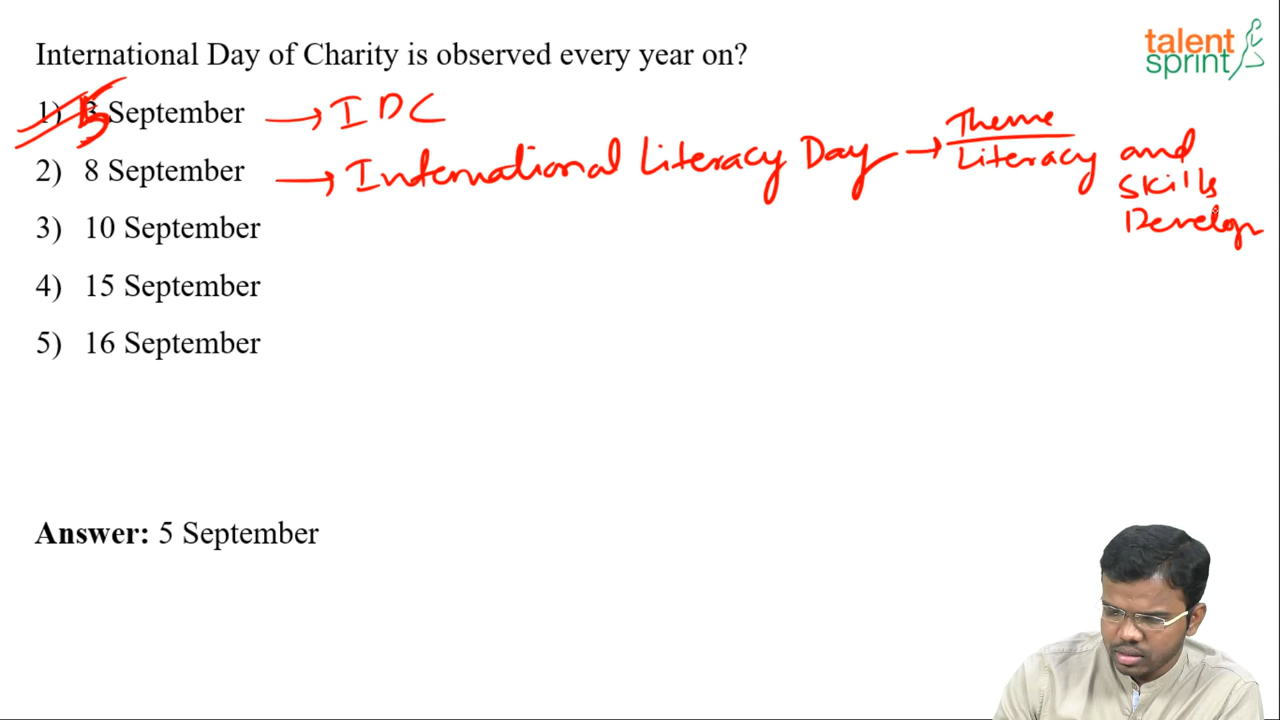 International Day of Charity is observed every year on?
talent
sprint
1) 5 September → IDC
2) 8 September → International Literacy Day → Theme
Literacy and
Skills
Develop
3) 10 September
4) 15 September
5) 16 September
Answer: 5 September